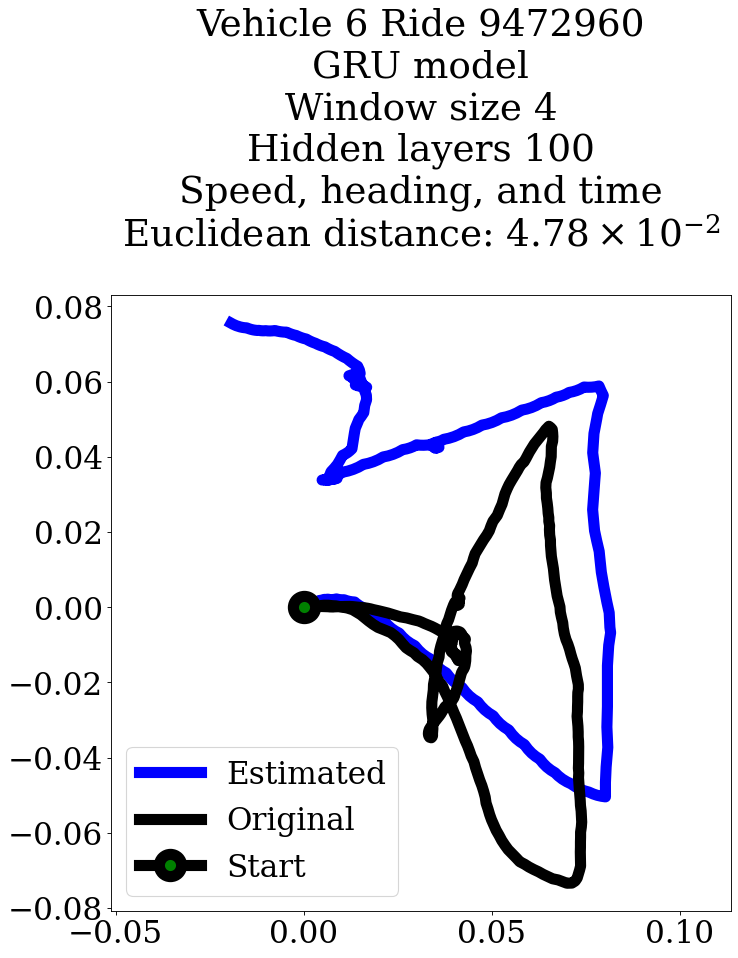 Vehicle 6 Ride 9472960
GRU model
Window size 4
Hidden layers 100
Speed, heading, and time
Euclidean distance: 4.78 × 10⁻²
0.08
0.06
0.04
0.02
0.00
−0.02
−0.04
−0.06
−0.08
Estimated
Original
Start
−0.05
0.00
0.05
0.10